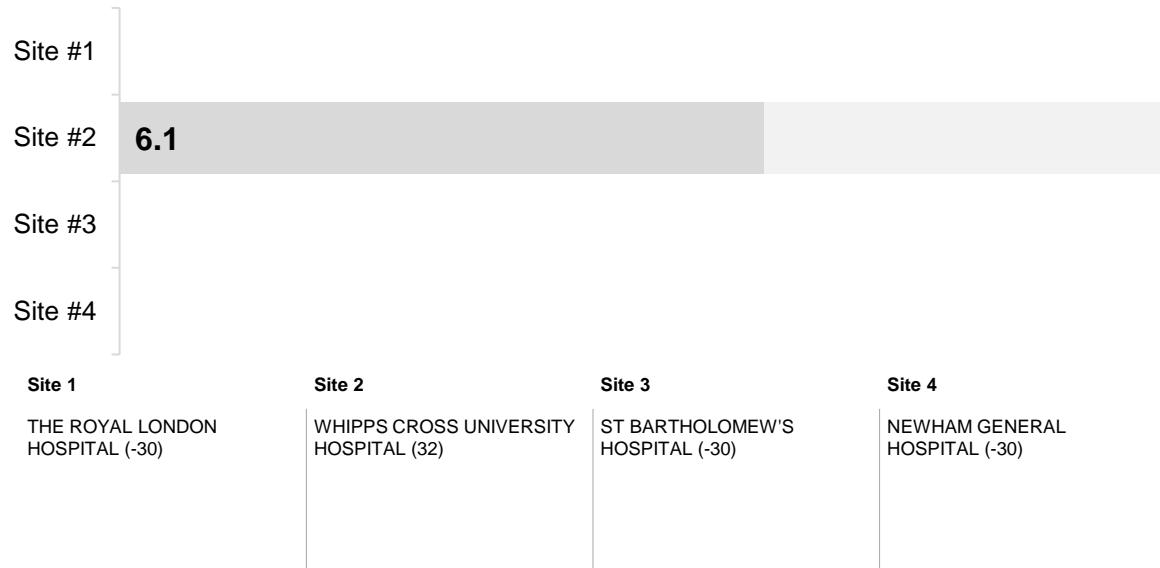 Site #1
Site #2
6.1
Site #3
Site #4
Site 1
THE ROYAL LONDON
HOSPITAL (-30)
Site 2
WHIPPS CROSS UNIVERSITY
HOSPITAL (32)
Site 3
ST BARTHOLOMEW'S
HOSPITAL (-30)
Site 4
NEWHAM GENERAL
HOSPITAL (-30)